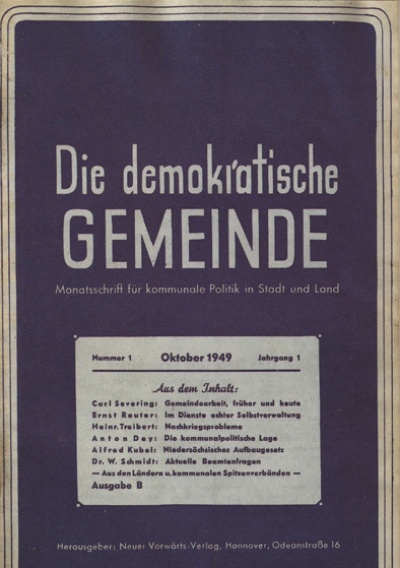 Die demokratische
GEMEINDE
Monatsschrift für kommunale Politik in Stadt und Land
Nummer 1 Oktober 1949 Jahrgang 1
Aus dem Inhalt:
Carl Severing: Gemeindearbeit, früher und heute
Ernst Reuter: Im Dienste echter Selbstverwaltung
Heinr. Treibert: Nachkriegsprobleme
Anton Dey: Die kommunalpolitische Lage
Alfred Kubel: Niedersächsisches Aufbaugesetz
Dr. W. Schmidt: Aktuelle Beamtenfragen
— Aus den Ländern u. kommunalen Spitzenverbänden —
Ausgabe B
Herausgeber: Neuer Vorwärts-Verlag, Hannover, Odeonstraße 16